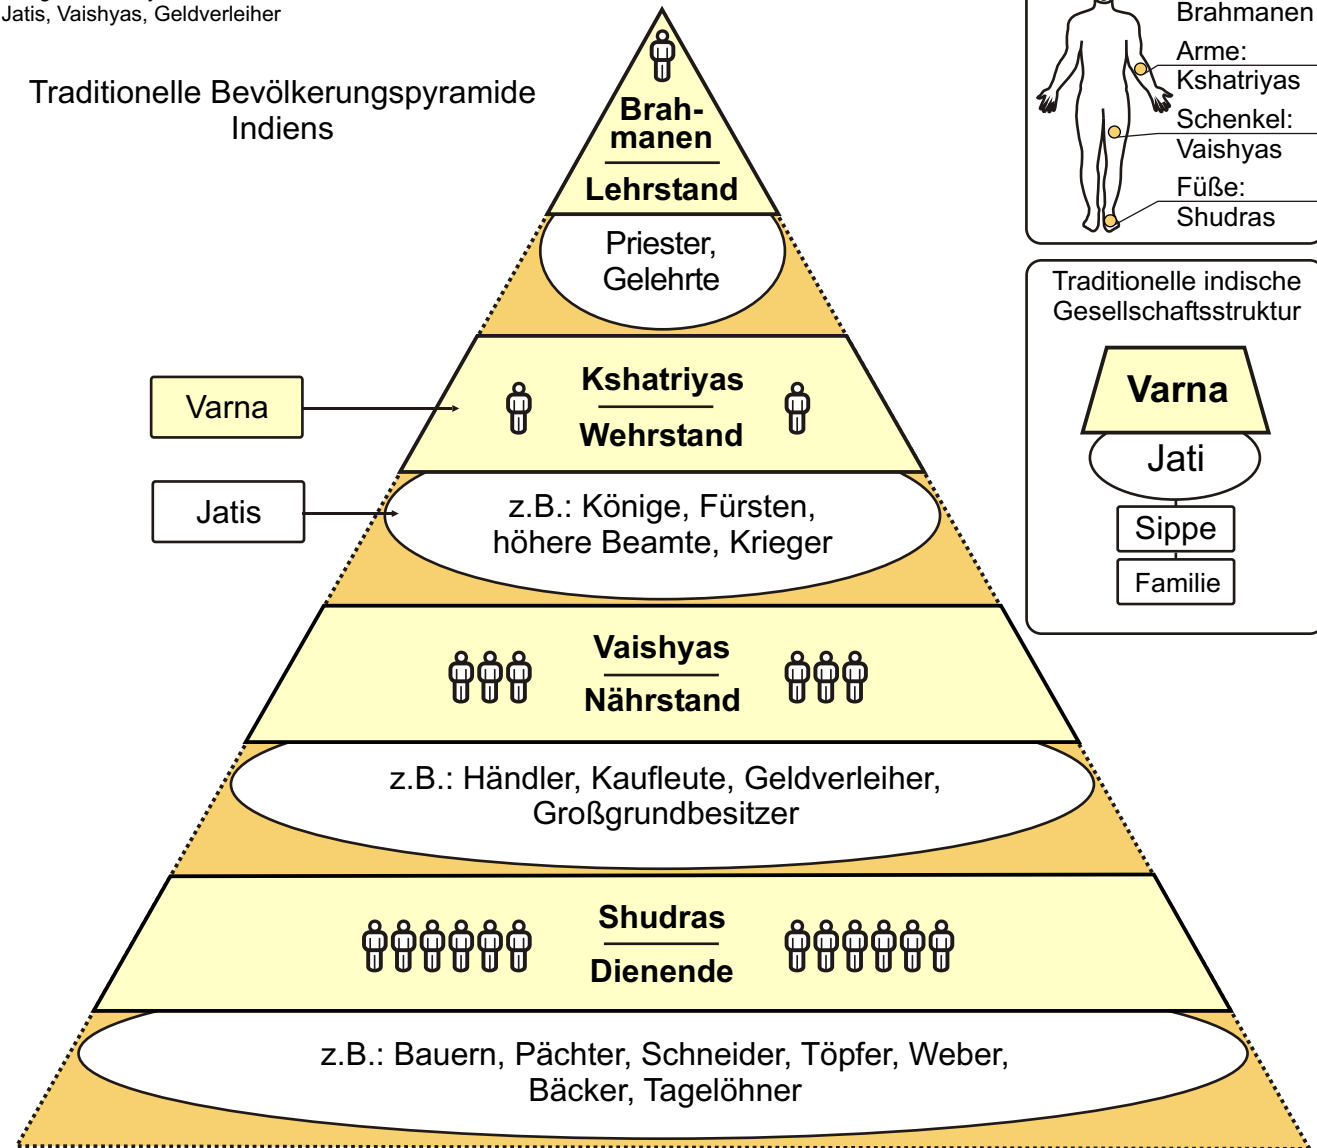 Jatis, Vaishyas, Geldverleiher
Traditionelle Bevölkerungspyramide
Indiens
Brah-
manen
Lehrstand
Priester,
Gelehrte
Varna
Kshatriyas
Wehrstand
Jatis
z.B.: Könige, Fürsten,
höhere Beamte, Krieger
Vaishyas
Nährstand
z.B.: Händler, Kaufleute, Geldverleiher,
Großgrundbesitzer
Shudras
Dienende
z.B.: Bauern, Pächter, Schneider, Töpfer, Weber,
Bäcker, Tagelöhner
Brahmanen
Arme:
Kshatriyas
Schenkel:
Vaishyas
Füße:
Shudras
Traditionelle indische
Gesellschaftsstruktur
Varna
Jati
Sippe
Familie